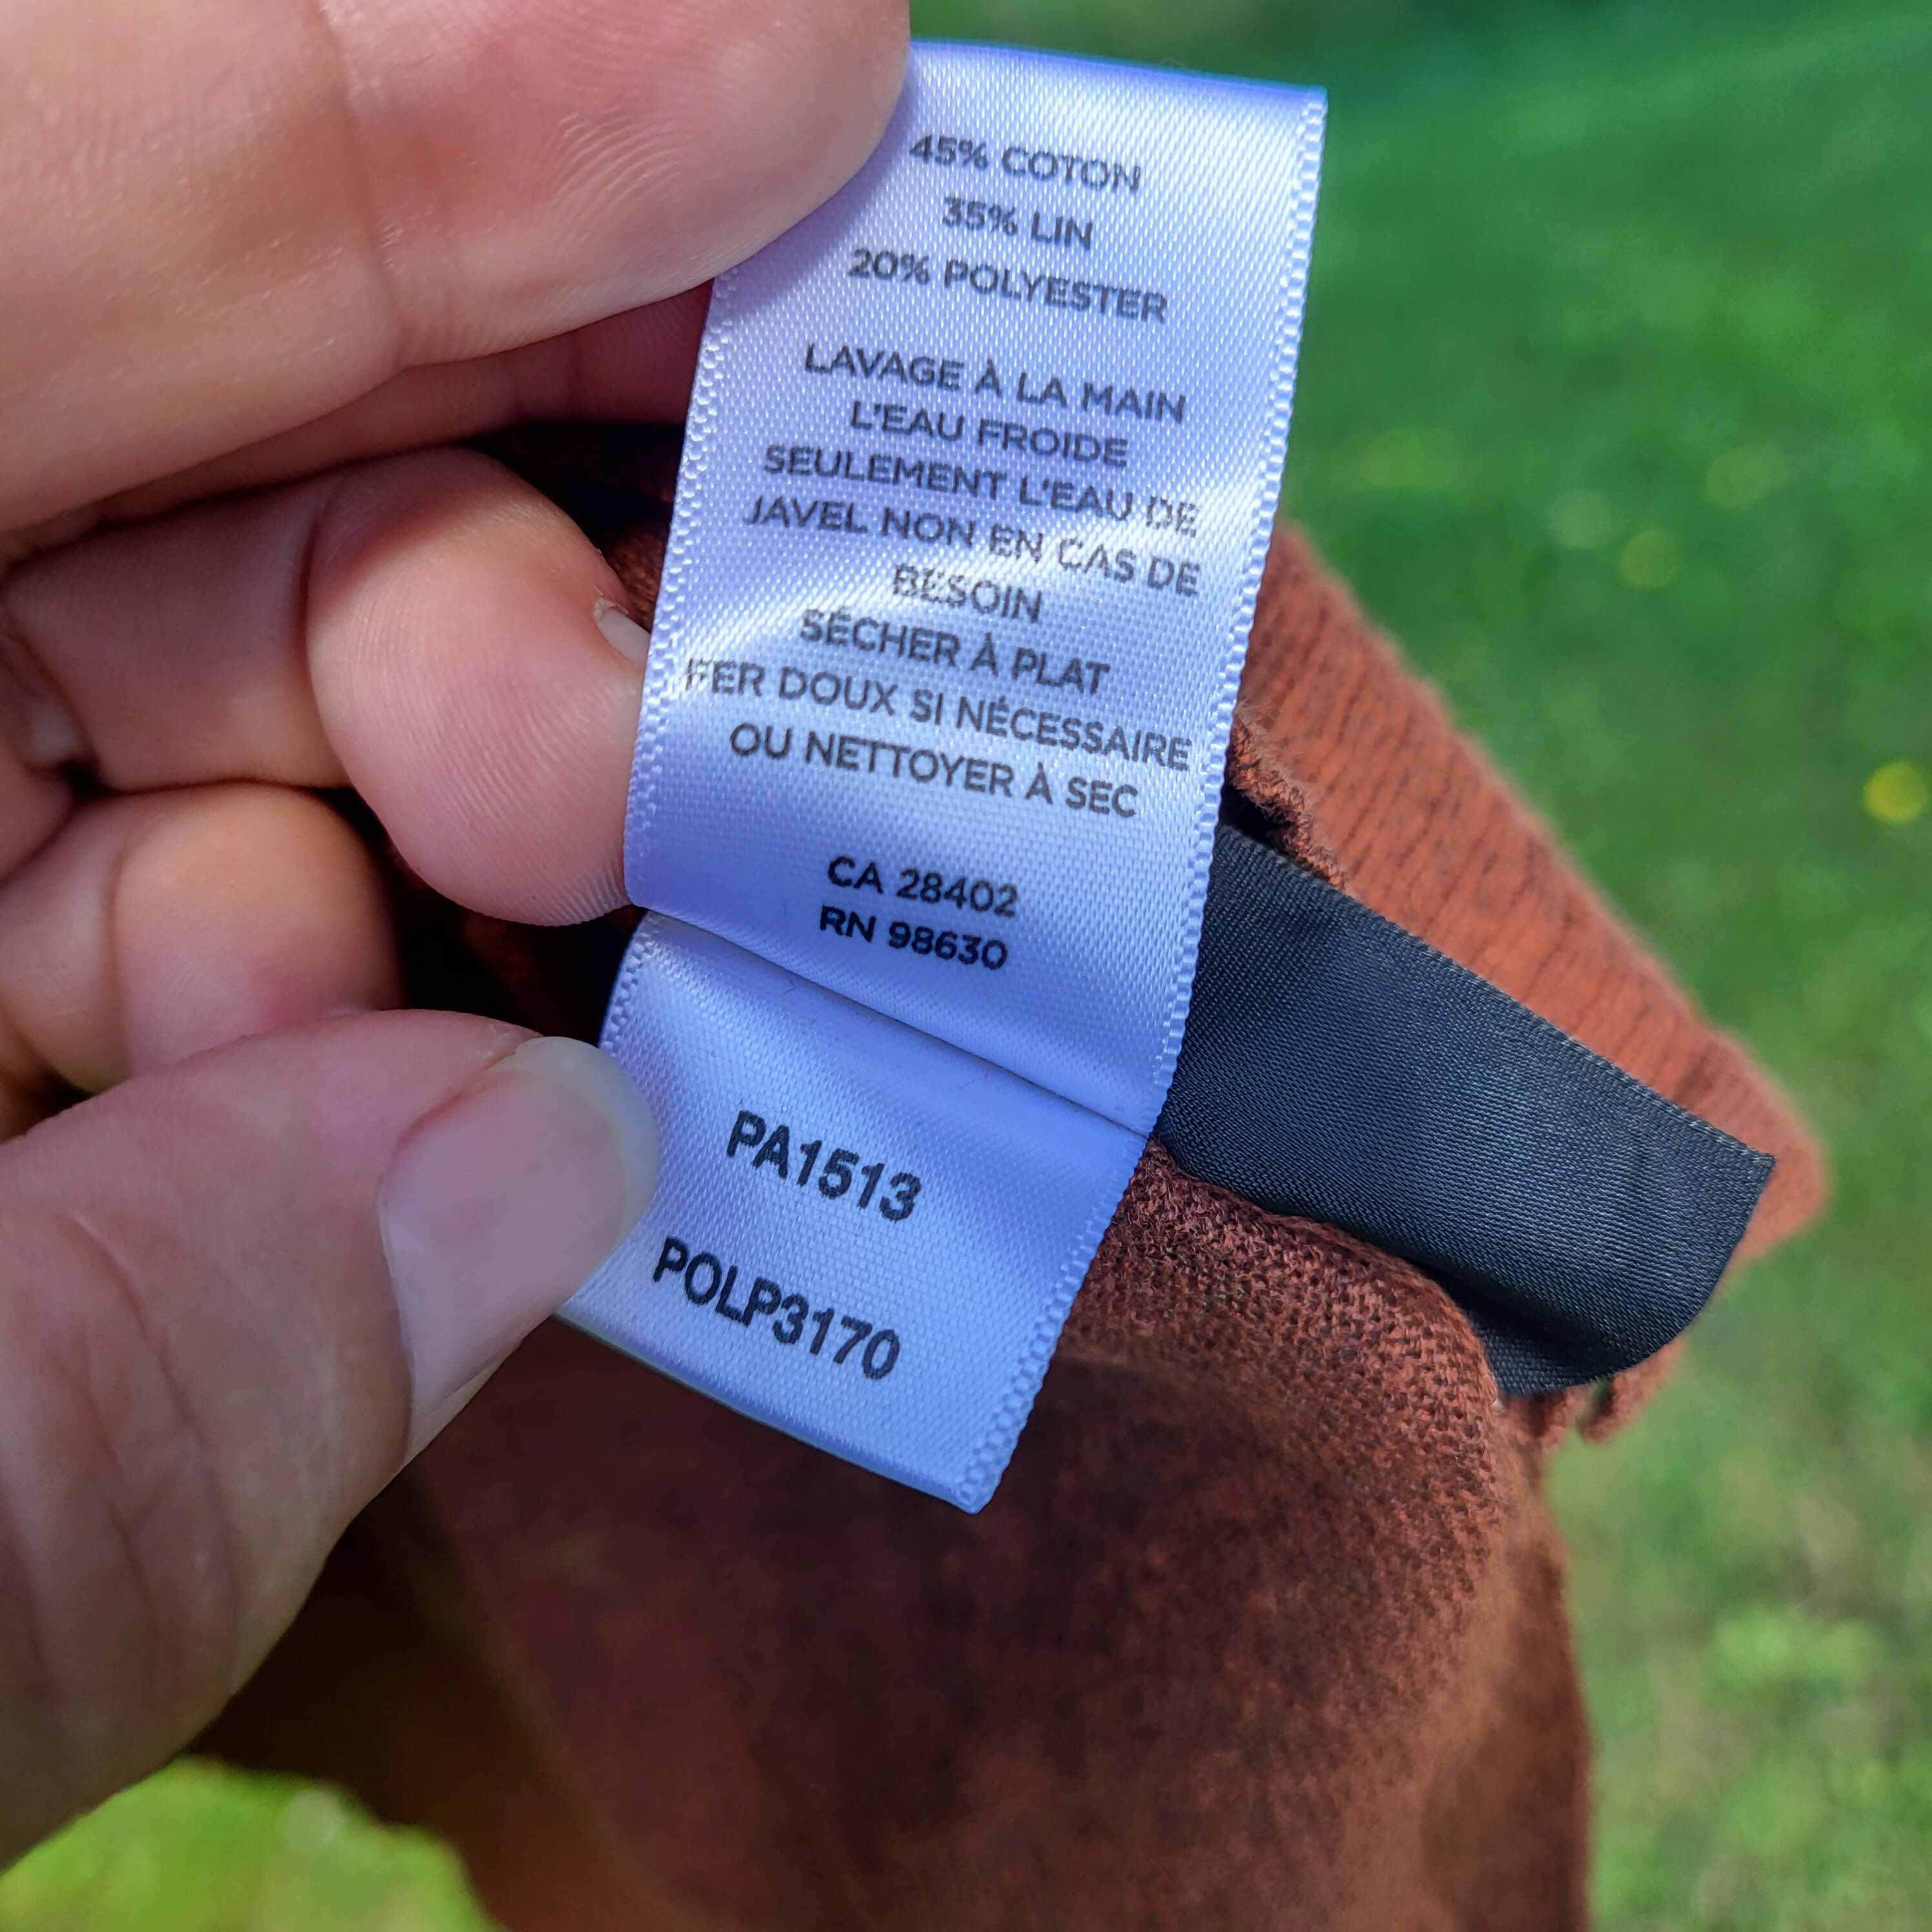 45% COTON
35% LIN
20% POLYESTER
LAVAGE À LA MAIN
L'EAU FROIDE
SEULEMENT L'EAU DE
JAVEL NON EN CAS DE
BESOIN
SÉCHER À PLAT
FER DOUX SI NÉCESSAIRE
OU NETTOYER À SEC
CA 28402
RN 98630
PA1513
POLP3170